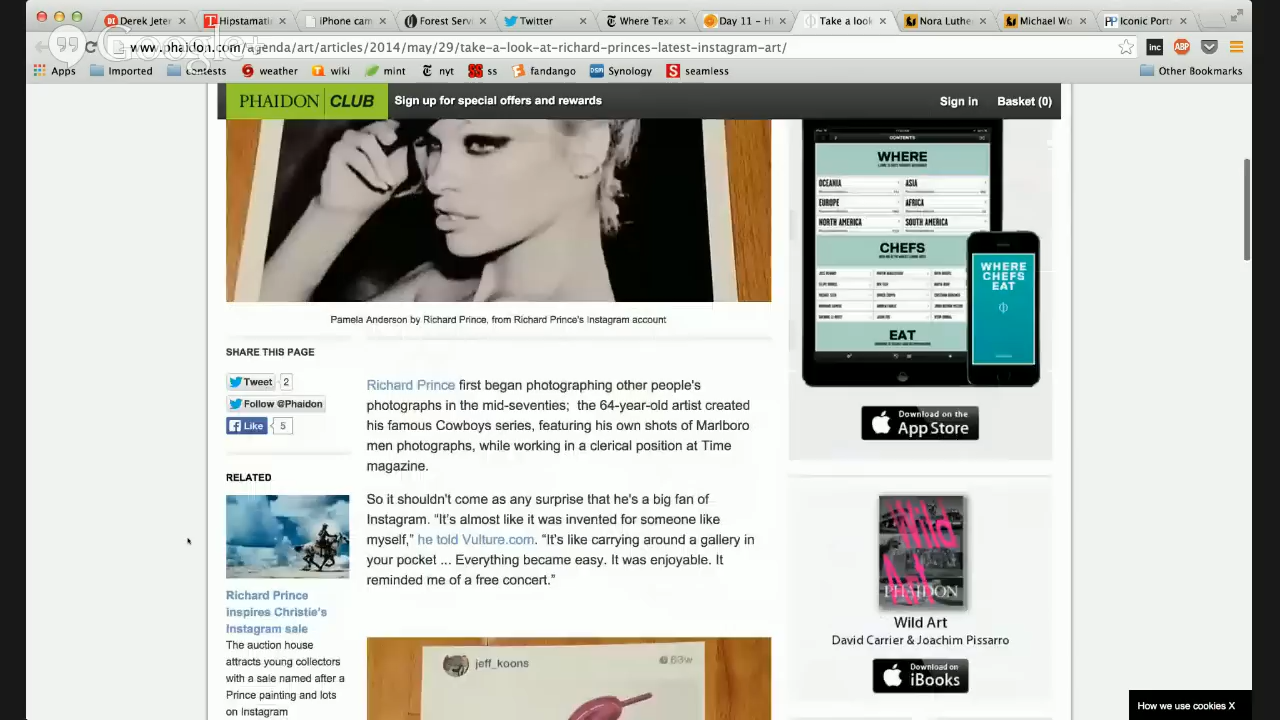 Derek Jeter
Hipstamatic
iPhone cam
Forest Serv
Twitter
Where Texa
Day 11 – IN
Take a look
Nora Luthe
Michael Wo
Iconic Portr
Google+
www.phaidon.com/agenda/art/articles/2014/may/29/take-a-look-at-richard-princes-latest-instagram-art/
inc
ABP
Apps
Imported
contests
weather
wiki
mint
nyt
ss
fandango
Synology
seamless
Other Bookmarks
PHAIDON CLUB
Sign up for special offers and rewards
Sign in
Basket (0)
CONTENTS
WHERE
OCEANIA
ASIA
EUROPE
AFRICA
NORTH AMERICA
SOUTH AMERICA
CHEFS
EAT
WHERE
CHEFS
EAT
Download on the
App Store
Pamela Anderson by Richard Prince, from Richard Prince's Instagram account
SHARE THIS PAGE
Tweet 2
Follow @Phaidon
Like 5
Richard Prince first began photographing other people's
photographs in the mid-seventies; the 64-year-old artist created
his famous Cowboys series, featuring his own shots of Marlboro
men photographs, while working in a clerical position at Time
magazine.
So it shouldn't come as any surprise that he's a big fan of
Instagram. “It’s almost like it was invented for someone like
myself,” he told Vulture.com. “It’s like carrying around a gallery in
your pocket ... Everything became easy. It was enjoyable. It
reminded me of a free concert.”
RELATED
Richard Prince
inspires Christie's
Instagram sale
The auction house
attracts young collectors
with a sale named after a
Prince painting and lots
on Instagram
jeff_koons
63w
Wild
Art
PHAIDON
Wild Art
David Carrier & Joachim Pissarro
Download on
iBooks
How we use cookies X